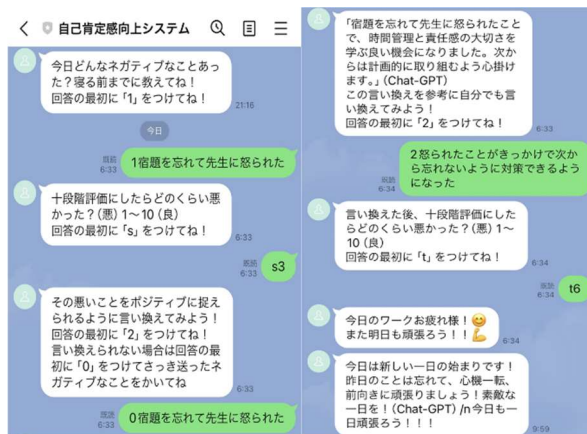 自己肯定感向上システム
今日どんなネガティブなことあっ
た？寝る前までに教えてね！
回答の最初に「1」をつけてね！
21:16
今日
既読
6:33
1宿題を忘れて先生に怒られた
十段階評価にしたらどのくらい悪
かった？(悪) 1～10 (良)
回答の最初に「s」をつけてね！
6:33
既読
6:33
s3
その悪いことをポジティブに捉え
られるように言い換えてみよう！
回答の最初に「2」をつけてね！
言い換えられない場合は回答の最
初に「0」をつけてさっき送ったネ
ガティブなことをかいてね
6:33
既読
6:33
0宿題を忘れて先生に怒られた
「宿題を忘れて先生に怒られたこと
で、時間管理と責任感の大切さを
学ぶ良い機会になりました。次から
は計画的に取り組むよう心掛け
ます。」(Chat-GPT)
この言い換えを参考に自分でも言
い換えてみよう！
回答の最初に「2」をつけてね！
6:33
2怒られたことがきっかけで次か
ら忘れないように対策できるよう
になった
既読
6:34
言い換えた後、十段階評価にした
らどのくらい悪かった？(悪) 1～
10 (良)
回答の最初に「t」をつけてね！
6:34
既読
6:34
t6
今日のワークお疲れ様！😊
また明日も頑張ろう！！💪
6:34
今日は新しい一日の始まりです！
昨日のことは忘れて、心機一転、
前向きに頑張りましょう！素敵な
一日を！(Chat-GPT) /n今日も一
日頑張ろう！！！
9:59